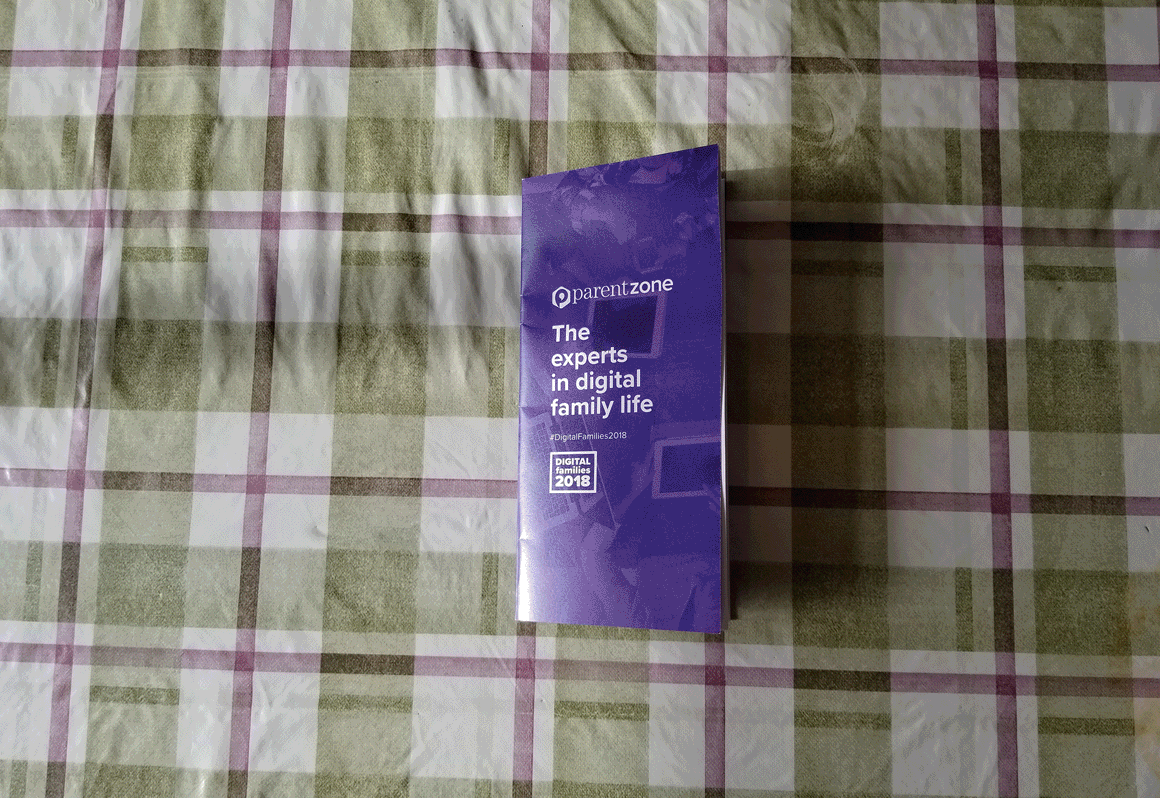 parentzone
The
experts
in digital
family life
#DigitalFamilies2018
DIGITAL
families
2018